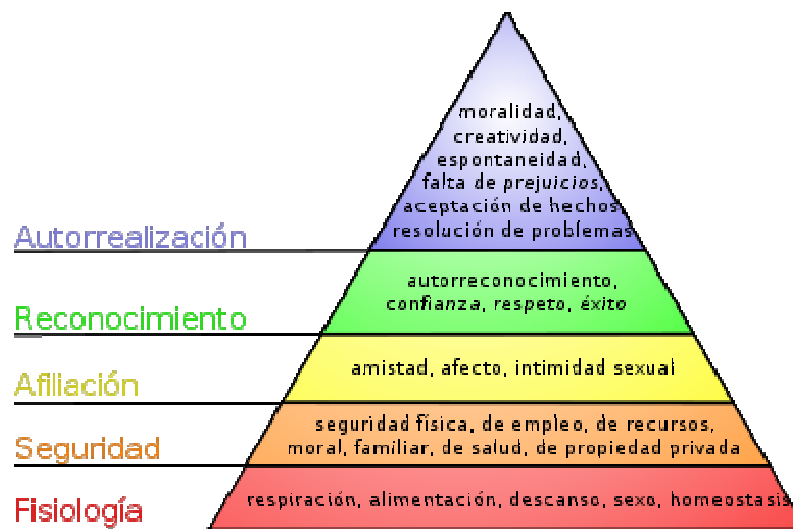 moralidad,
creatividad,
espontaneidad,
falta de prejuicios,
aceptación de hechos,
resolución de problemas
Autorrealización
autorreconocimiento,
confianza, respeto, éxito
Reconocimiento
amistad, afecto, intimidad sexual
Afiliación
seguridad física, de empleo, de recursos,
moral, familiar, de salud, de propiedad privada
Seguridad
respiración, alimentación, descanso, sexo, homeostasis
Fisiología